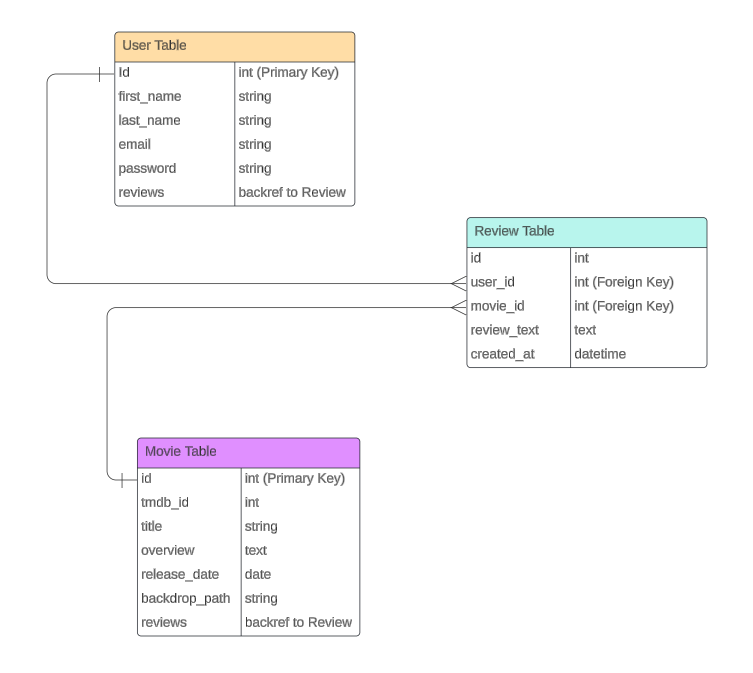 User Table
Id int (Primary Key)
first_name string
last_name string
email string
password string
reviews backref to Review
Review Table
id int
user_id int (Foreign Key)
movie_id int (Foreign Key)
review_text text
created_at datetime
Movie Table
id int (Primary Key)
tmdb_id int
title string
overview text
release_date date
backdrop_path string
reviews backref to Review